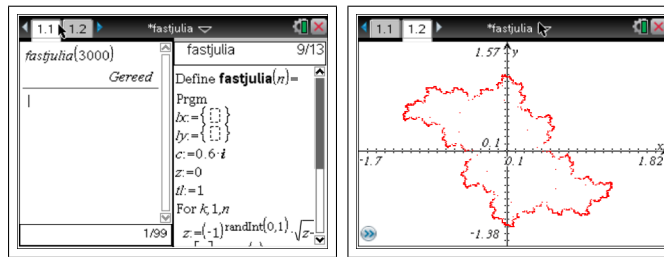 1.1 1.2 *fastjulia
fastjulia(3000)
Gereed
1/99
fastjulia 9/13
Define fastjulia(n)=
Prgm
lx:={ }
ly:={ }
c:=0.6·i
z:=0
tl:=1
For k,1,n
z:=(-1)^randInt(0,1)·√z-
1.1 1.2 *fastjulia
1.57 y
0.1
x
-1.7 0.1 1.82
-1.38